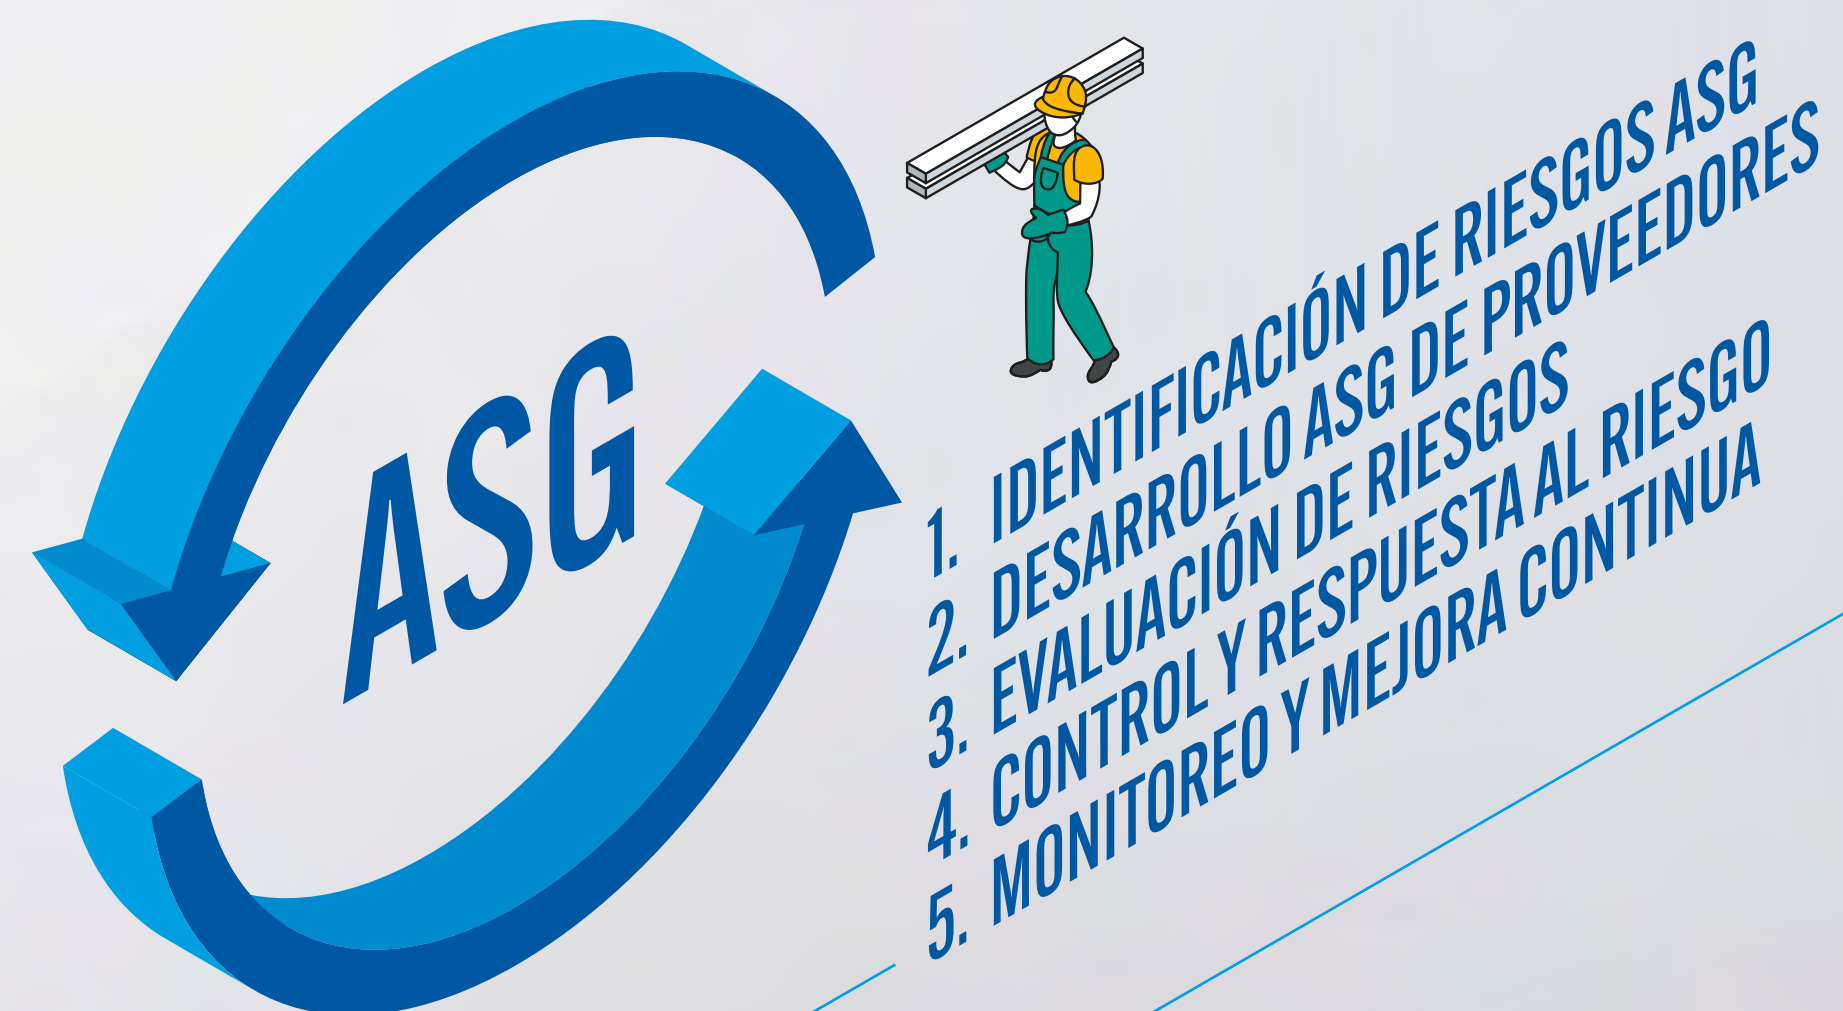 ASG
1. IDENTIFICACIÓN DE RIESGOS ASG
2. DESARROLLO ASG DE PROVEEDORES
3. EVALUACIÓN DE RIESGOS
4. CONTROL Y RESPUESTA AL RIESGO
5. MONITOREO Y MEJORA CONTINUA